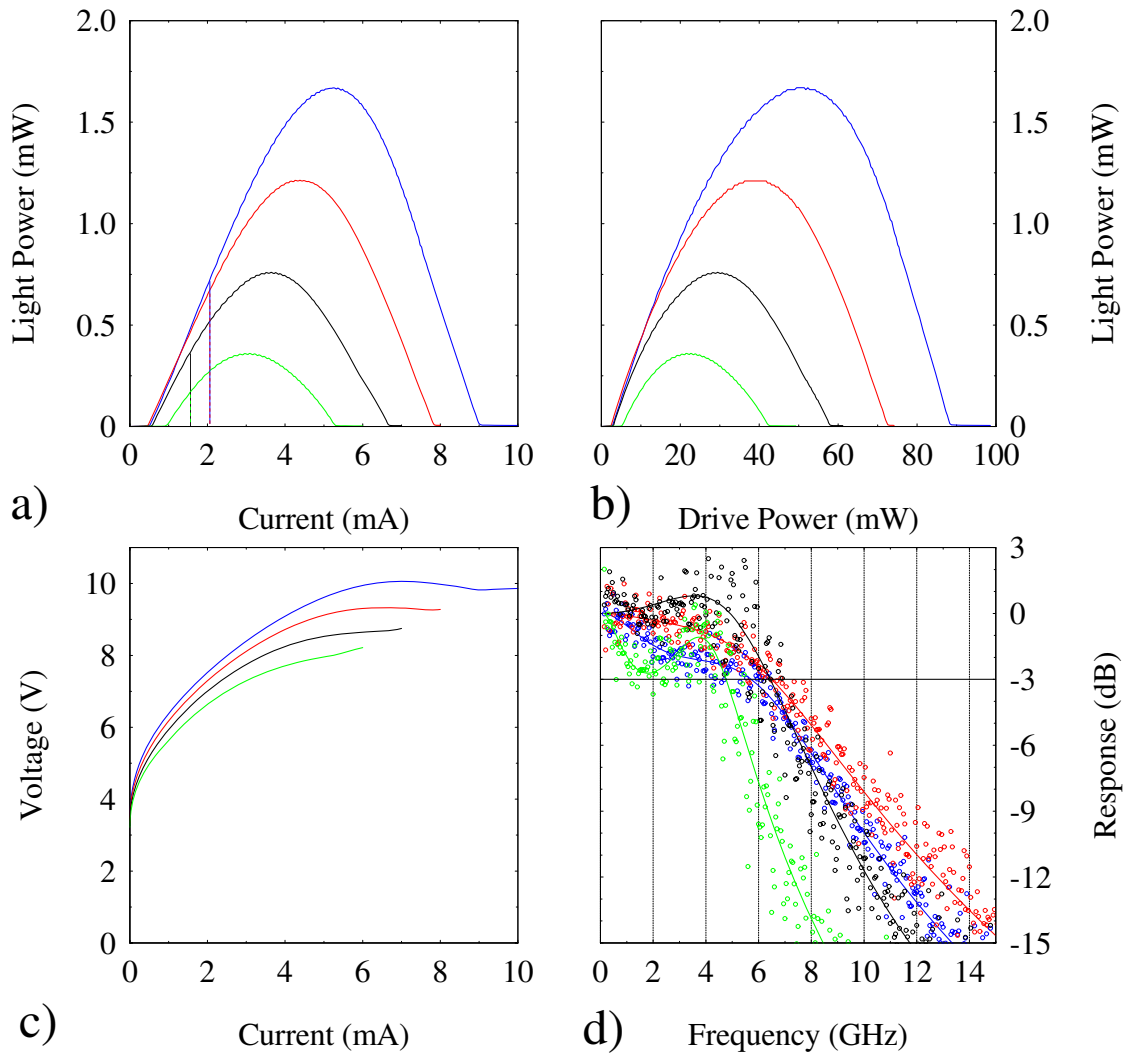 2.0
1.5
1.0
0.5
0
Light Power (mW)
0 2 4 6 8 10
Current (mA)
a)
2.0
1.5
1.0
0.5
0
Light Power (mW)
0 20 40 60 80 100
Drive Power (mW)
b)
10
8
6
4
2
0
Voltage (V)
0 2 4 6 8 10
Current (mA)
c)
3
0
-3
-6
-9
-12
-15
Response (dB)
0 2 4 6 8 10 12 14
Frequency (GHz)
d)